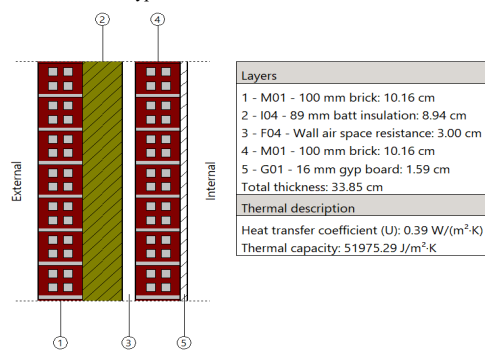 ② ④
External
Internal
① ③ ⑤
Layers
1 - M01 - 100 mm brick: 10.16 cm
2 - I04 - 89 mm batt insulation: 8.94 cm
3 - F04 - Wall air space resistance: 3.00 cm
4 - M01 - 100 mm brick: 10.16 cm
5 - G01 - 16 mm gyp board: 1.59 cm
Total thickness: 33.85 cm
Thermal description
Heat transfer coefficient (U): 0.39 W/(m²·K)
Thermal capacity: 51975.29 J/m²·K